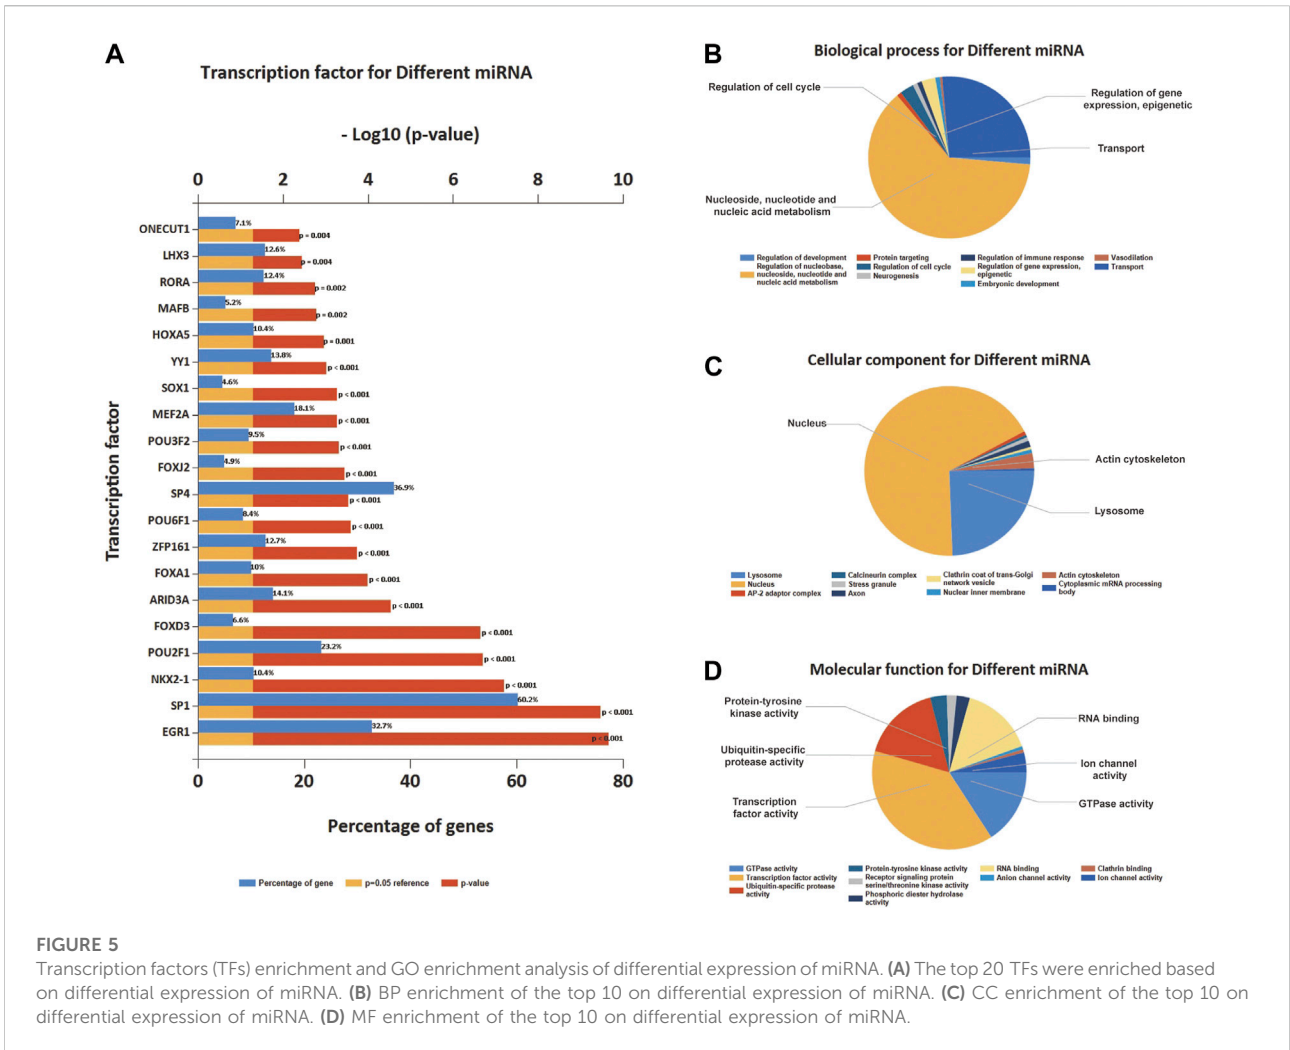 A
Transcription factor for Different miRNA
- Log10 (p-value)
0 2 4 6 8 10
Transcription factor
ONECUT1 7.1% p = 0.004
LHX3 12.6% p = 0.004
RORA 12.4% p = 0.002
MAFB 5.2% p = 0.002
HOXA5 10.4% p = 0.001
YY1 13.8% p < 0.001
SOX1 4.6% p < 0.001
MEF2A 18.1% p < 0.001
POU3F2 9.5% p < 0.001
FOXJ2 4.9% p < 0.001
SP4 36.9% p < 0.001
POU6F1 8.4% p < 0.001
ZFP161 12.7% p < 0.001
FOXA1 10% p < 0.001
ARID3A 14.1% p < 0.001
FOXD3 6.6% p < 0.001
POU2F1 23.2% p < 0.001
NKX2-1 10.4% p < 0.001
SP1 60.2% p < 0.001
EGR1 32.7% p < 0.001
0 20 40 60 80
Percentage of genes
Percentage of gene p=0.05 reference p-value
B
Biological process for Different miRNA
Regulation of cell cycle
Regulation of gene
expression, epigenetic
Transport
Nucleoside, nucleotide and
nucleic acid metabolism
Regulation of development
Regulation of nucleobase,
nucleoside, nucleotide and
nucleic acid metabolism
Protein targeting
Regulation of cell cycle
Neurogenesis
Regulation of immune response
Regulation of gene expression,
epigenetic
Embryonic development
Vasodilation
Transport
C
Cellular component for Different miRNA
Nucleus
Actin cytoskeleton
Lysosome
Lysosome
Nucleus
AP-2 adaptor complex
Calcineurin complex
Stress granule
Axon
Clathrin coat of trans-Golgi
network vesicle
Nuclear inner membrane
Actin cytoskeleton
Cytoplasmic mRNA processing
body
D
Molecular function for Different miRNA
Protein-tyrosine
kinase activity
RNA binding
Ubiquitin-specific
protease activity
Ion channel
activity
Transcription
factor activity
GTPase activity
GTPase activity
Transcription factor activity
Ubiquitin-specific protease
activity
Protein-tyrosine kinase activity
Receptor signaling protein
serine/threonine kinase activity
Phosphoric diester hydrolase
activity
RNA binding
Anion channel activity
Clathrin binding
Ion channel activity
FIGURE 5
Transcription factors (TFs) enrichment and GO enrichment analysis of differential expression of miRNA. (A) The top 20 TFs were enriched based
on differential expression of miRNA. (B) BP enrichment of the top 10 on differential expression of miRNA. (C) CC enrichment of the top 10 on
differential expression of miRNA. (D) MF enrichment of the top 10 on differential expression of miRNA.